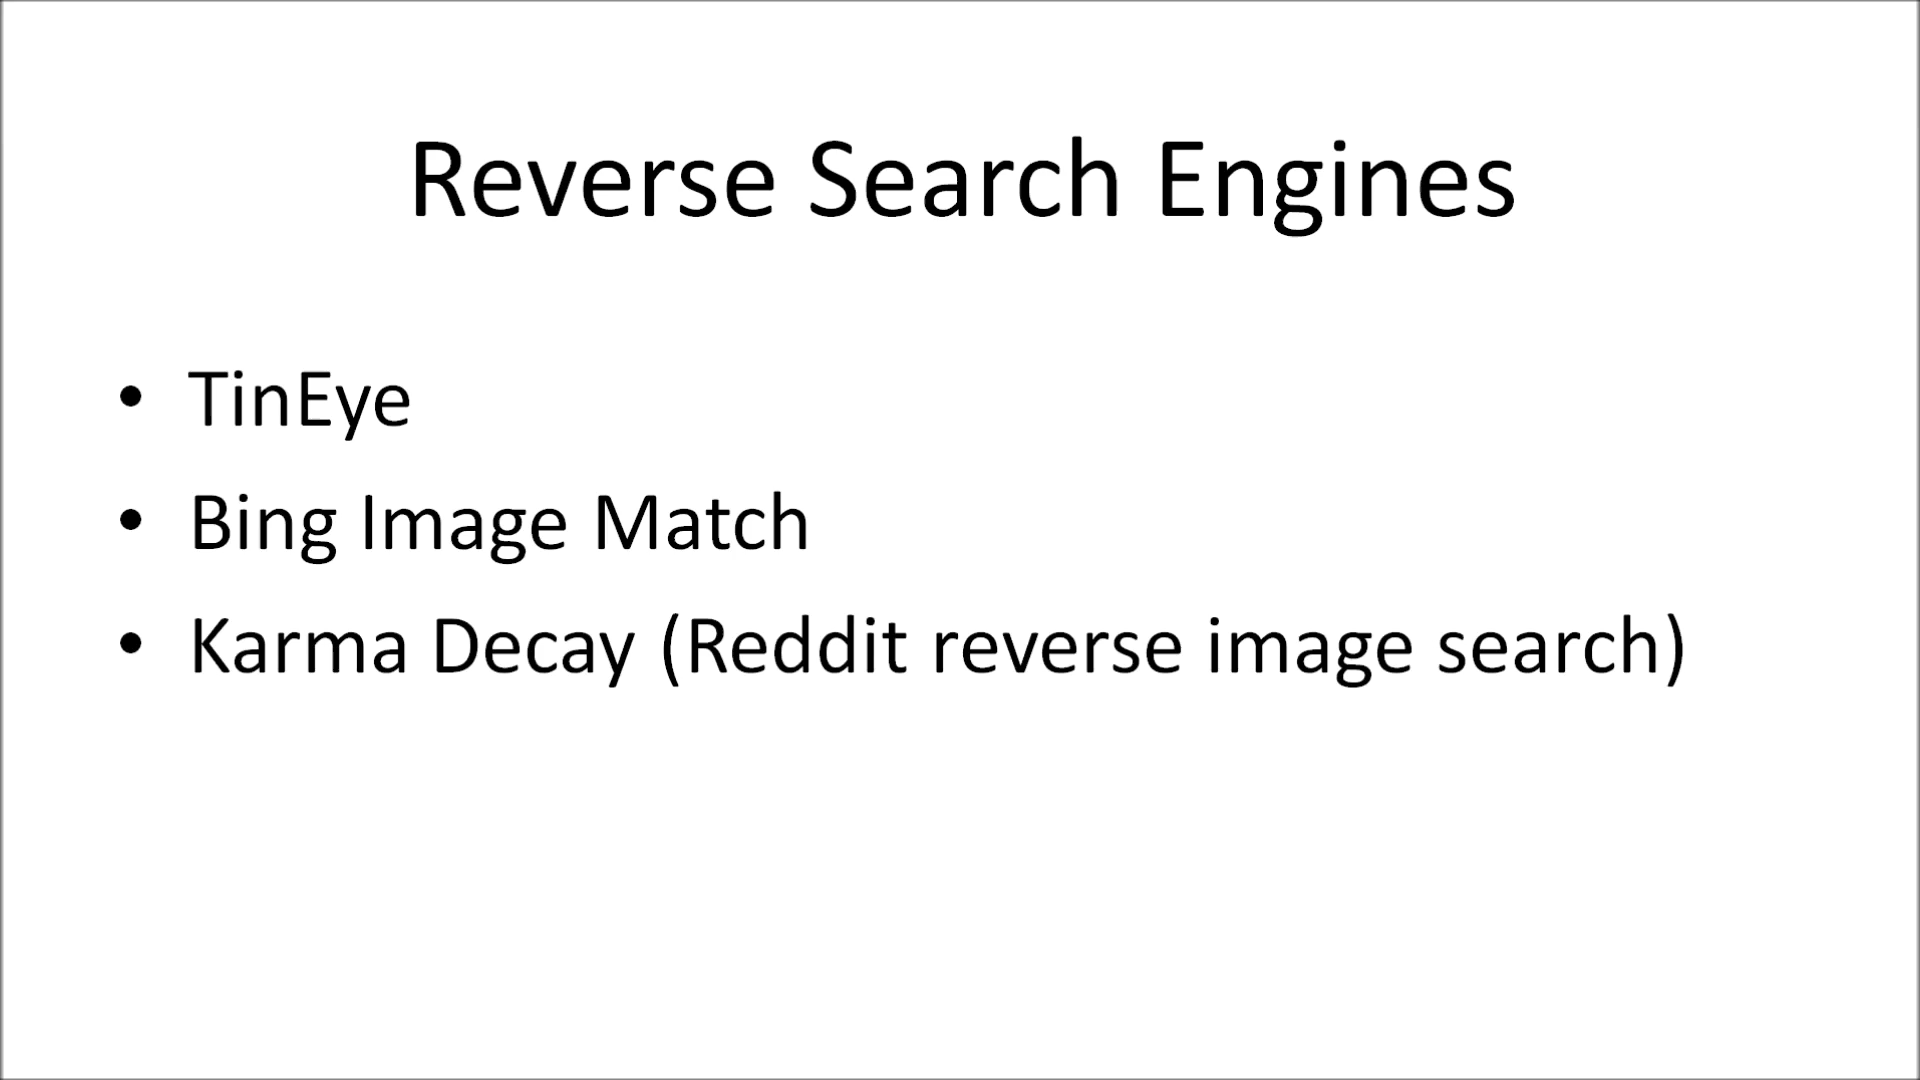 Reverse Search Engines
• TinEye
• Bing Image Match
• Karma Decay (Reddit reverse image search)